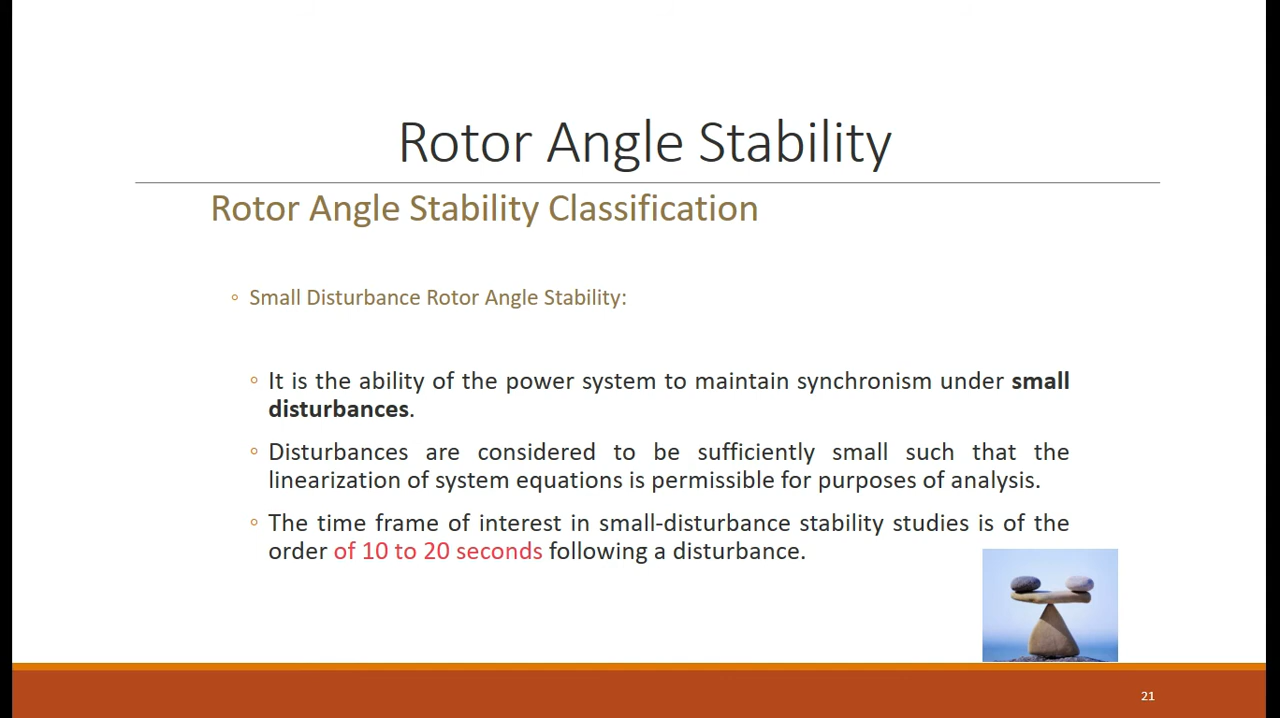 Rotor Angle Stability
Rotor Angle Stability Classification
◦ Small Disturbance Rotor Angle Stability:
◦ It is the ability of the power system to maintain synchronism under small
disturbances.
◦ Disturbances are considered to be sufficiently small such that the
linearization of system equations is permissible for purposes of analysis.
◦ The time frame of interest in small-disturbance stability studies is of the
order of 10 to 20 seconds following a disturbance.
21